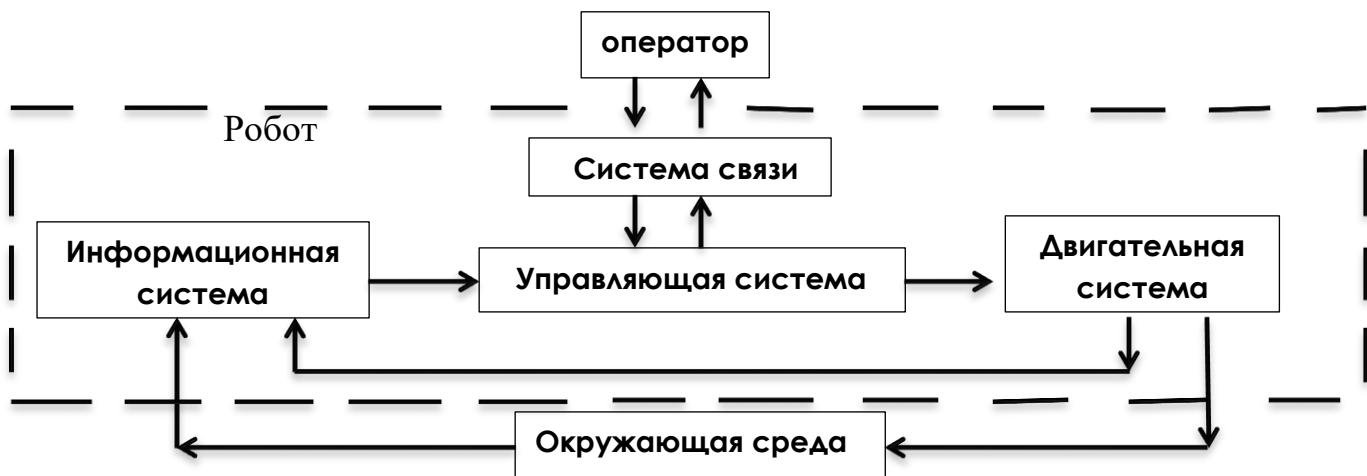 оператор
Робот
Система связи
Информационная
система
Управляющая система
Двигательная
система
Окружающая среда